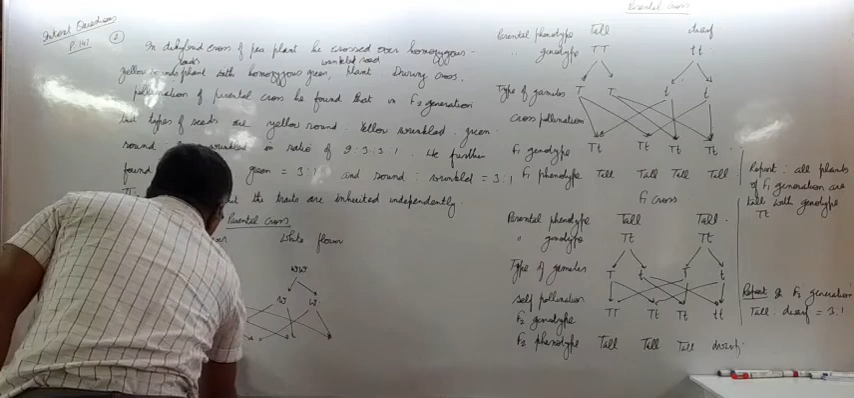 Intext Questions
P. 147
②
In dihybrid cross of pea plant he crossed over homozygous
seeds wrinkled seed
yellow round plant with homozygous green, plant During cross,
pollination of parental cross he found that in F2 generation
that types of seeds are yellow round : Yellow wrinkled : green
round : wrinkled in ratio of 9:3:3:1. He further
found green = 3:1 and round : wrinkled = 3:1
but the traits are inherited independently.
Parental Cross
White flower
ww
w w
Parental Cross
Parental phenotype Tall dwarf
" genotype TT tt
Type of gametes T T t t
Cross pollination
F1 genotype Tt Tt Tt Tt
F1 phenotype Tall Tall Tall Tall
F1 Cross
Parental phenotype Tall Tall
" genotype Tt Tt
Type of gametes T t T t
Self pollination
F2 genotype TT Tt Tt tt
F2 phenotype Tall Tall Tall dwarf
Report : all plants
of F1 generation are
tall with genotype
Tt
Report of F2 generation
Tall : dwarf = 3:1